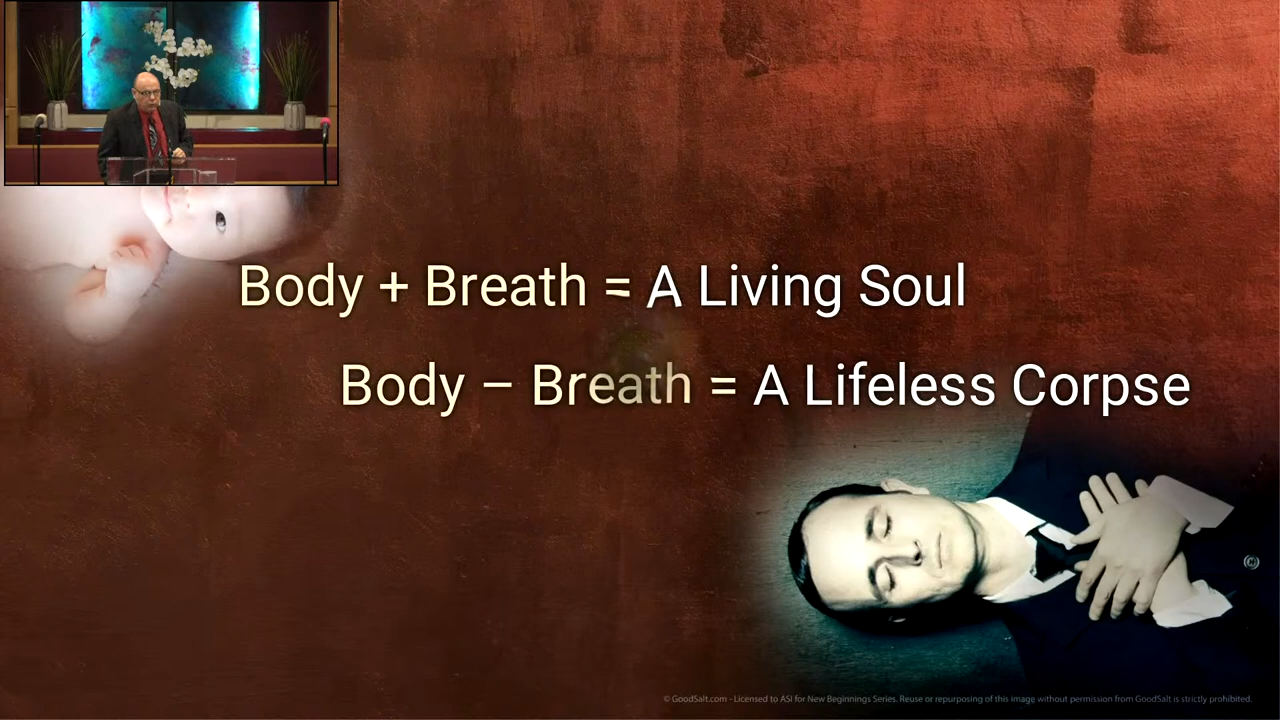 Body + Breath = A Living Soul
Body – Breath = A Lifeless Corpse
©
© GoodSalt.com - Licensed to ASI for New Beginnings Series. Reuse or repurposing of this image without permission from GoodSalt is strictly prohibited.